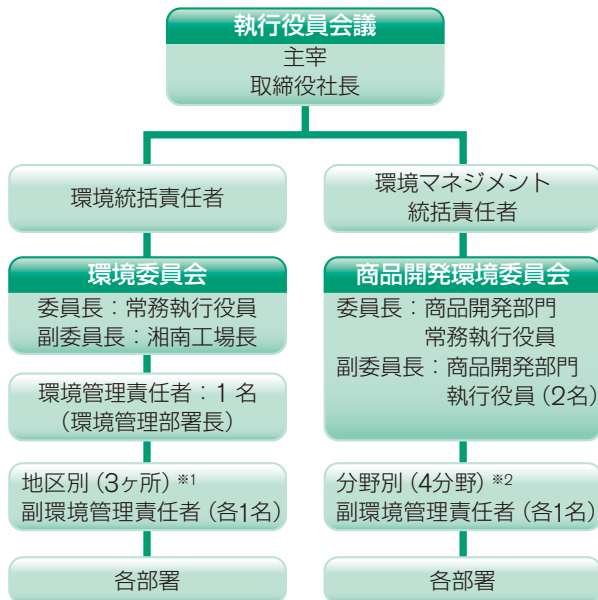 執行役員会議
主宰
取締役社長
環境統括責任者
環境委員会
委員長：常務執行役員
副委員長：湘南工場長
環境管理責任者：1 名
（環境管理部署長）
地区別（3ヶ所）※1
副環境管理責任者（各1名）
各部署
環境マネジメント
統括責任者
商品開発環境委員会
委員長：商品開発部門
常務執行役員
副委員長：商品開発部門
執行役員（2名）
分野別（4分野）※2
副環境管理責任者（各1名）
各部署